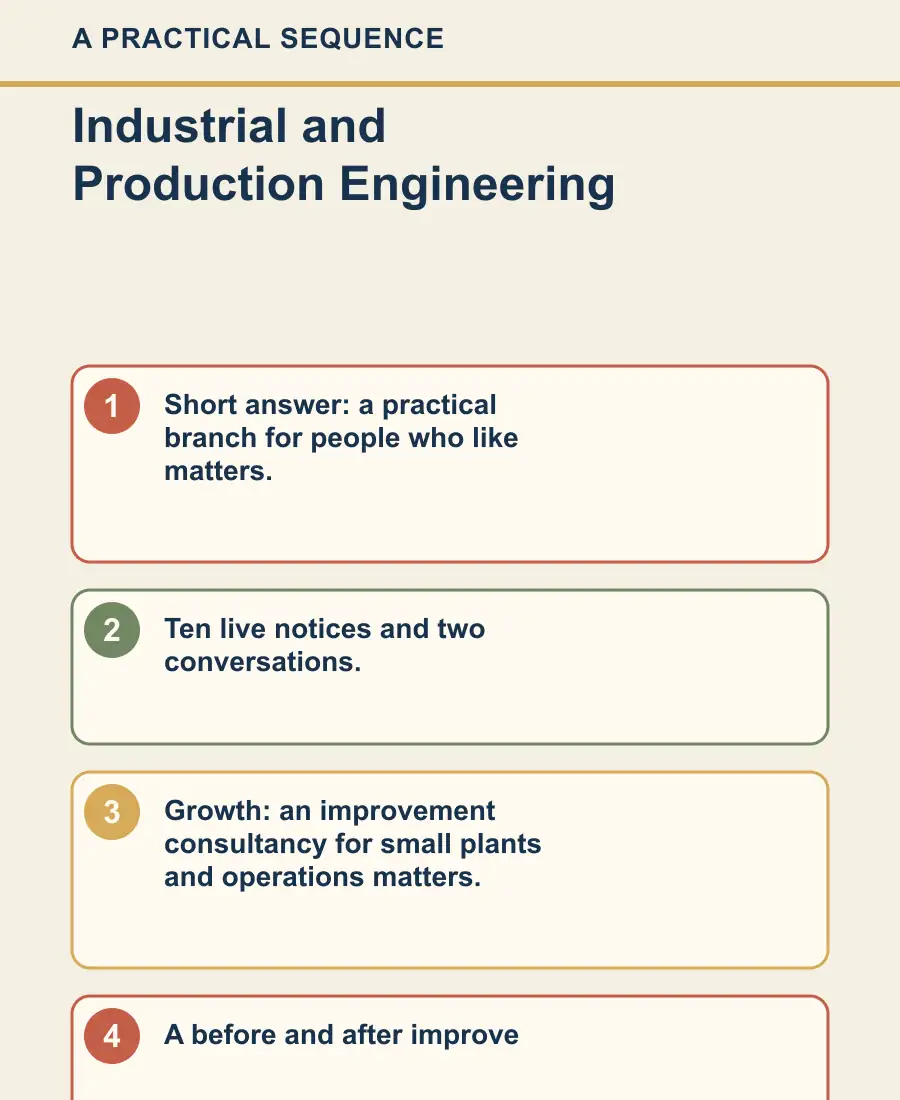 A PRACTICAL SEQUENCE
Industrial and
Production Engineering
1
Short answer: a practical
branch for people who like
matters.
2
Ten live notices and two
conversations.
3
Growth: an improvement
consultancy for small plants
and operations matters.
4
A before and after improve